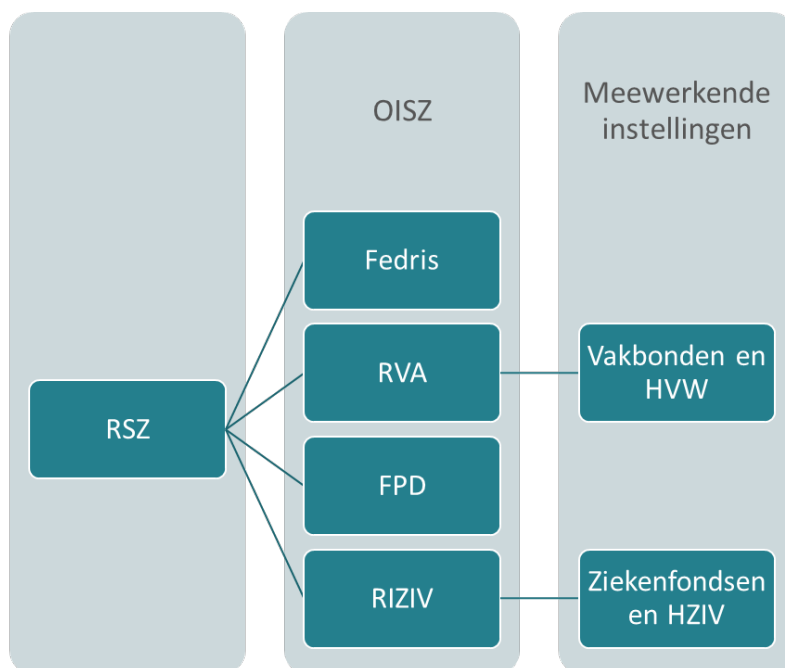 OISZ
Meewerkende
instellingen
Fedris
RVA
Vakbonden en
HVW
RSZ
FPD
RIZIV
Ziekenfondsen
en HZIV